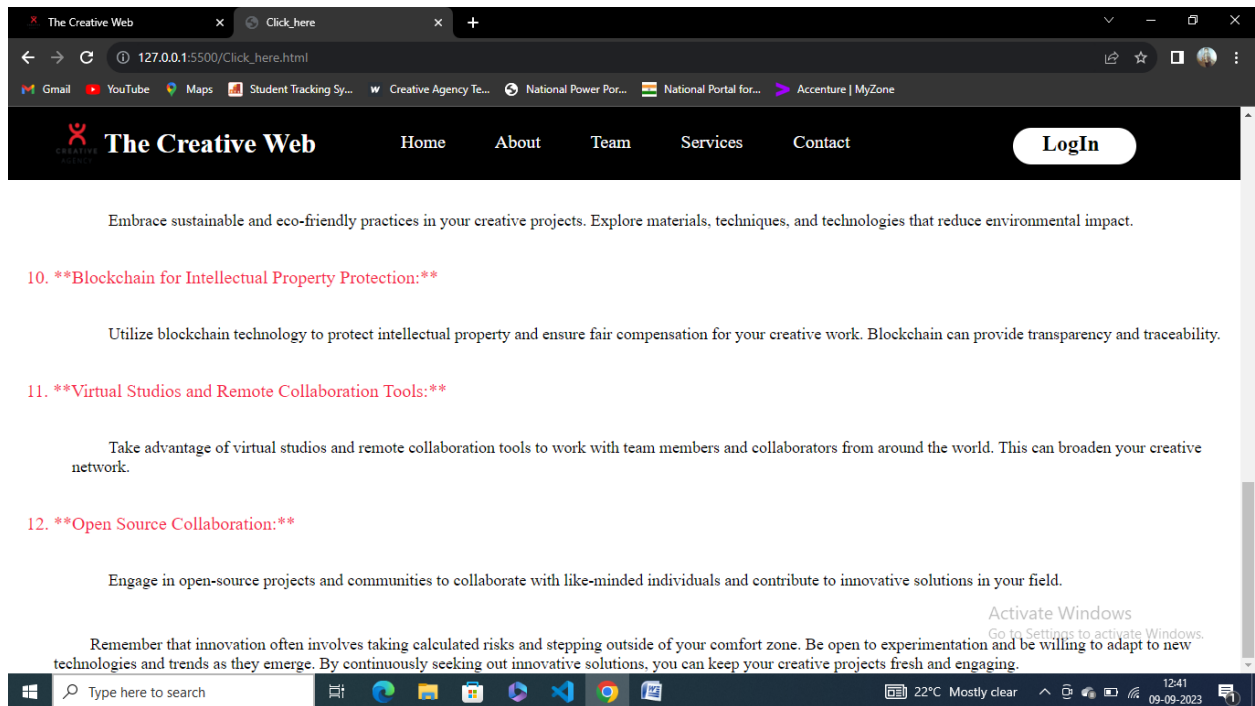 The Creative Web
Click_here
127.0.0.1:5500/Click_here.html
Gmail YouTube Maps Student Tracking Sy... Creative Agency Te... National Power Por... National Portal for... Accenture | MyZone
CREATIVE
AGENCY
The Creative Web Home About Team Services Contact LogIn
Embrace sustainable and eco-friendly practices in your creative projects. Explore materials, techniques, and technologies that reduce environmental impact.
10. **Blockchain for Intellectual Property Protection:**
Utilize blockchain technology to protect intellectual property and ensure fair compensation for your creative work. Blockchain can provide transparency and traceability.
11. **Virtual Studios and Remote Collaboration Tools:**
Take advantage of virtual studios and remote collaboration tools to work with team members and collaborators from around the world. This can broaden your creative
network.
12. **Open Source Collaboration:**
Engage in open-source projects and communities to collaborate with like-minded individuals and contribute to innovative solutions in your field.
Activate Windows
Go to Settings to activate Windows.
Remember that innovation often involves taking calculated risks and stepping outside of your comfort zone. Be open to experimentation and be willing to adapt to new
technologies and trends as they emerge. By continuously seeking out innovative solutions, you can keep your creative projects fresh and engaging.
Type here to search
22°C Mostly clear
12:41
09-09-2023
1